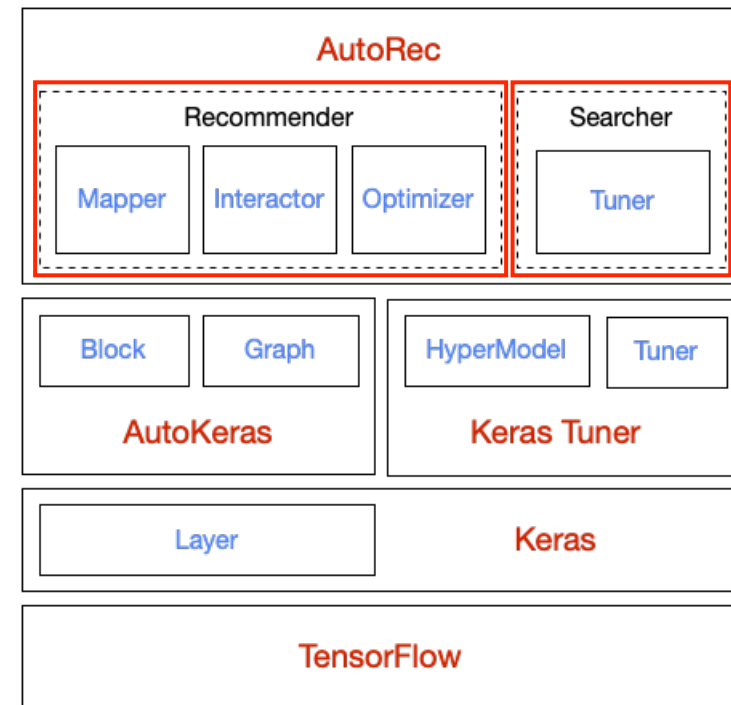 AutoRec
Recommender
Searcher
Mapper
Interactor
Optimizer
Tuner
Block
Graph
HyperModel
Tuner
AutoKeras
Keras Tuner
Layer
Keras
TensorFlow